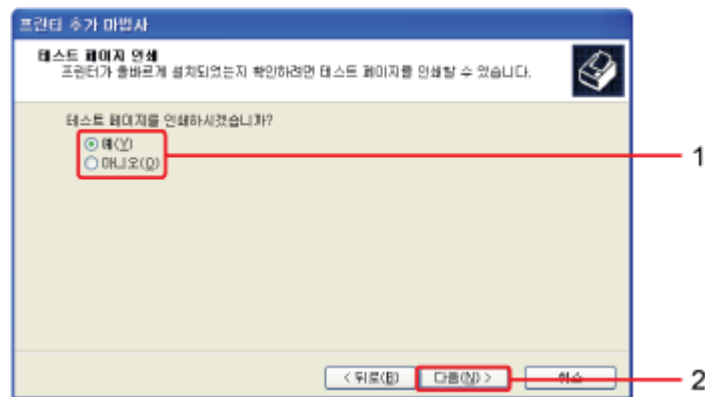 프린터 추가 마법사
테스트 페이지 인쇄
프린터가 올바르게 설치되었는지 확인하려면 테스트 페이지를 인쇄할 수 있습니다.
테스트 페이지를 인쇄하시겠습니까?
예(Y)
아니오(O)
1
< 뒤로(B) 다음(N) > 취소
2